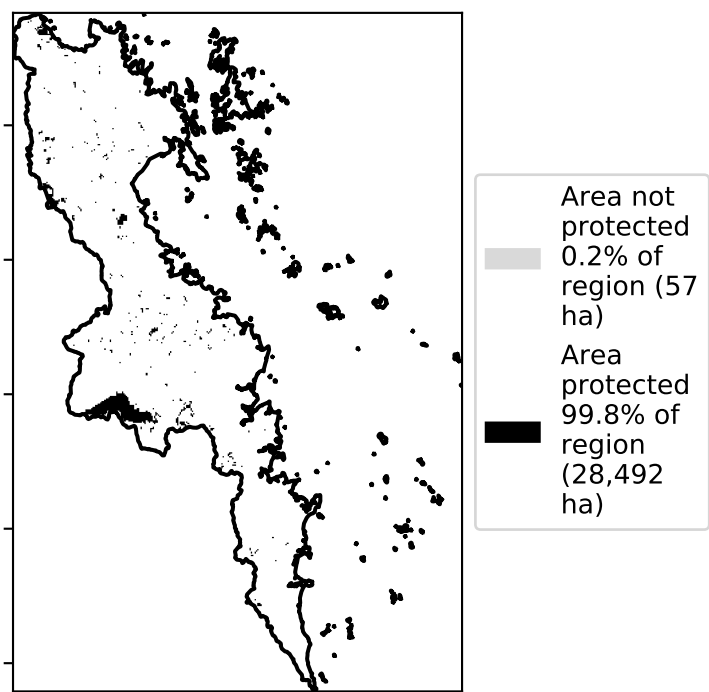 Area not
protected
0.2% of
region (57
ha)
Area
protected
99.8% of
region
(28,492
ha)